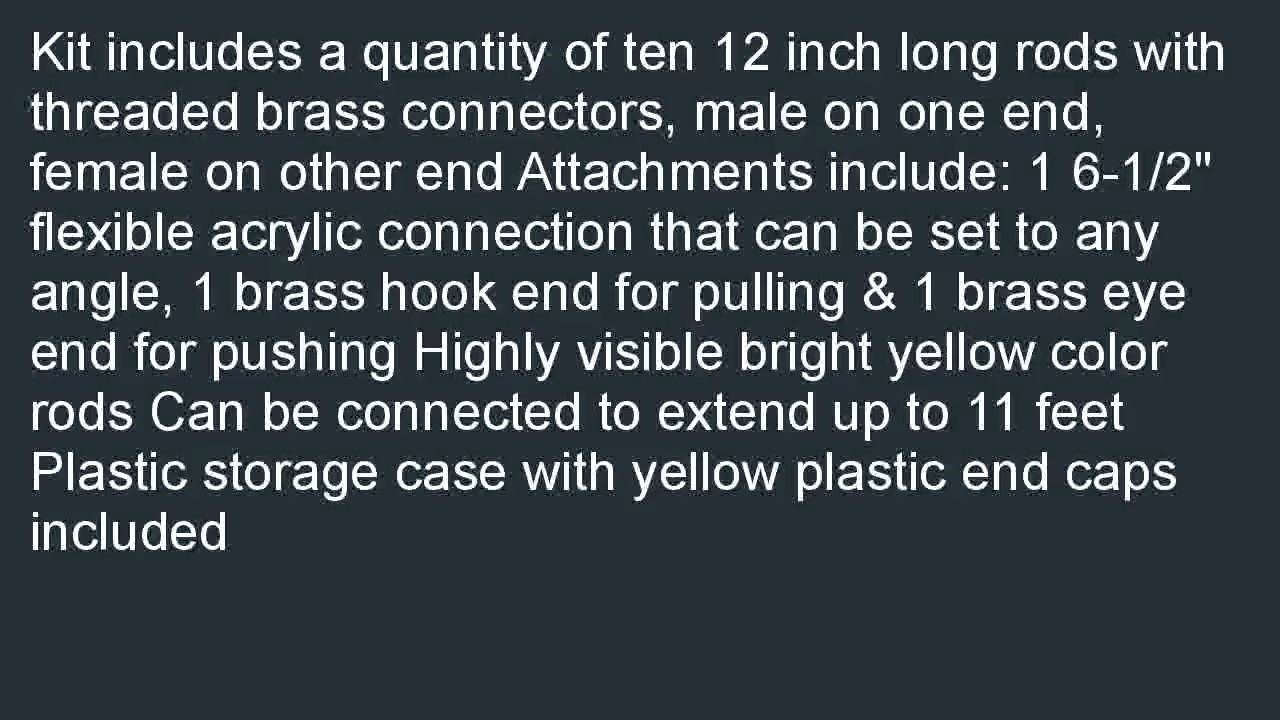 Kit includes a quantity of ten 12 inch long rods with
threaded brass connectors, male on one end,
female on other end Attachments include: 1 6-1/2"
flexible acrylic connection that can be set to any
angle, 1 brass hook end for pulling & 1 brass eye
end for pushing Highly visible bright yellow color
rods Can be connected to extend up to 11 feet
Plastic storage case with yellow plastic end caps
included